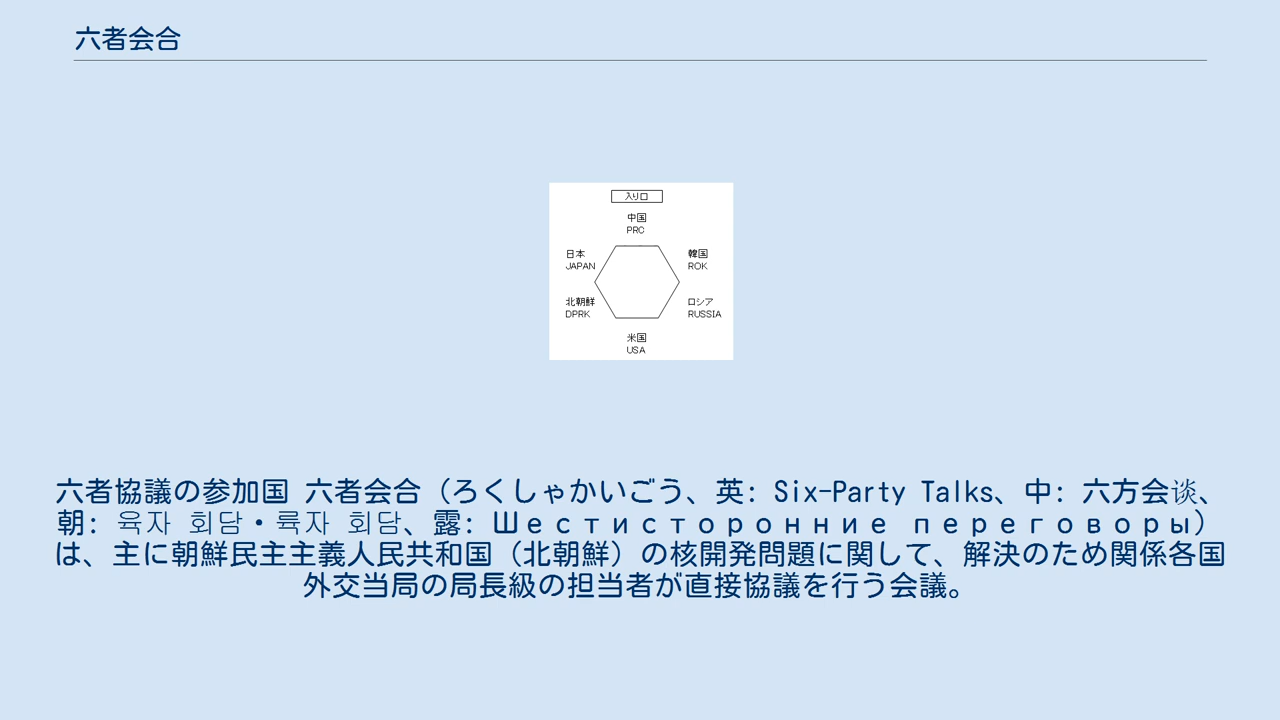 六者会合
入り口
中国
PRC
日本
JAPAN
韓国
ROK
北朝鮮
DPRK
ロシア
RUSSIA
米国
USA
六者協議の参加国 六者会合（ろくしゃかいごう、英: Six-Party Talks、中: 六方会谈、
朝: 육자 회담・륙자 회담、露: Шестисторонние переговоры）
は、主に朝鮮民主主義人民共和国（北朝鮮）の核開発問題に関して、解決のため関係各国
外交当局の局長級の担当者が直接協議を行う会議。